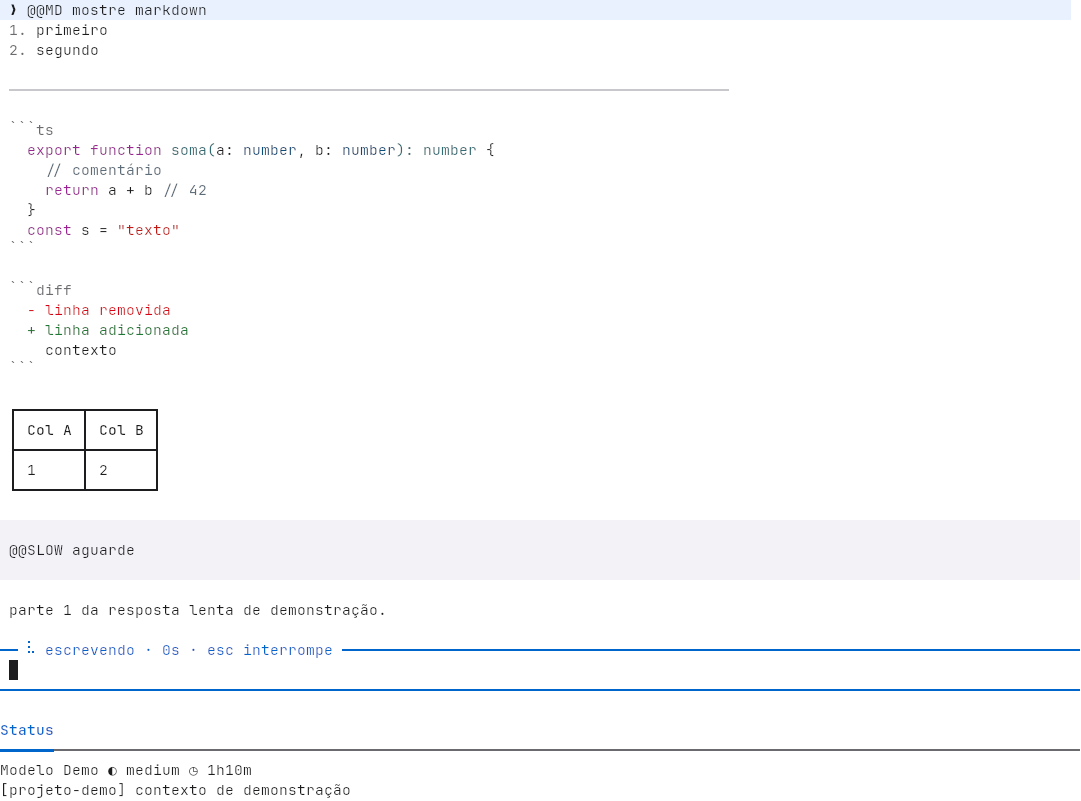 ❯ @@MD mostre markdown
1. primeiro
2. segundo
```ts
  export function soma(a: number, b: number): number {
    // comentário
    return a + b // 42
  }
  const s = "texto"
```
```diff
  - linha removida
  + linha adicionada
    contexto
```
Col A Col B
1 2
@@SLOW aguarde
parte 1 da resposta lenta de demonstração.
escrevendo · 0s · esc interrompe
Status
Modelo Demo ◐ medium ◷ 1h10m
[projeto-demo] contexto de demonstração